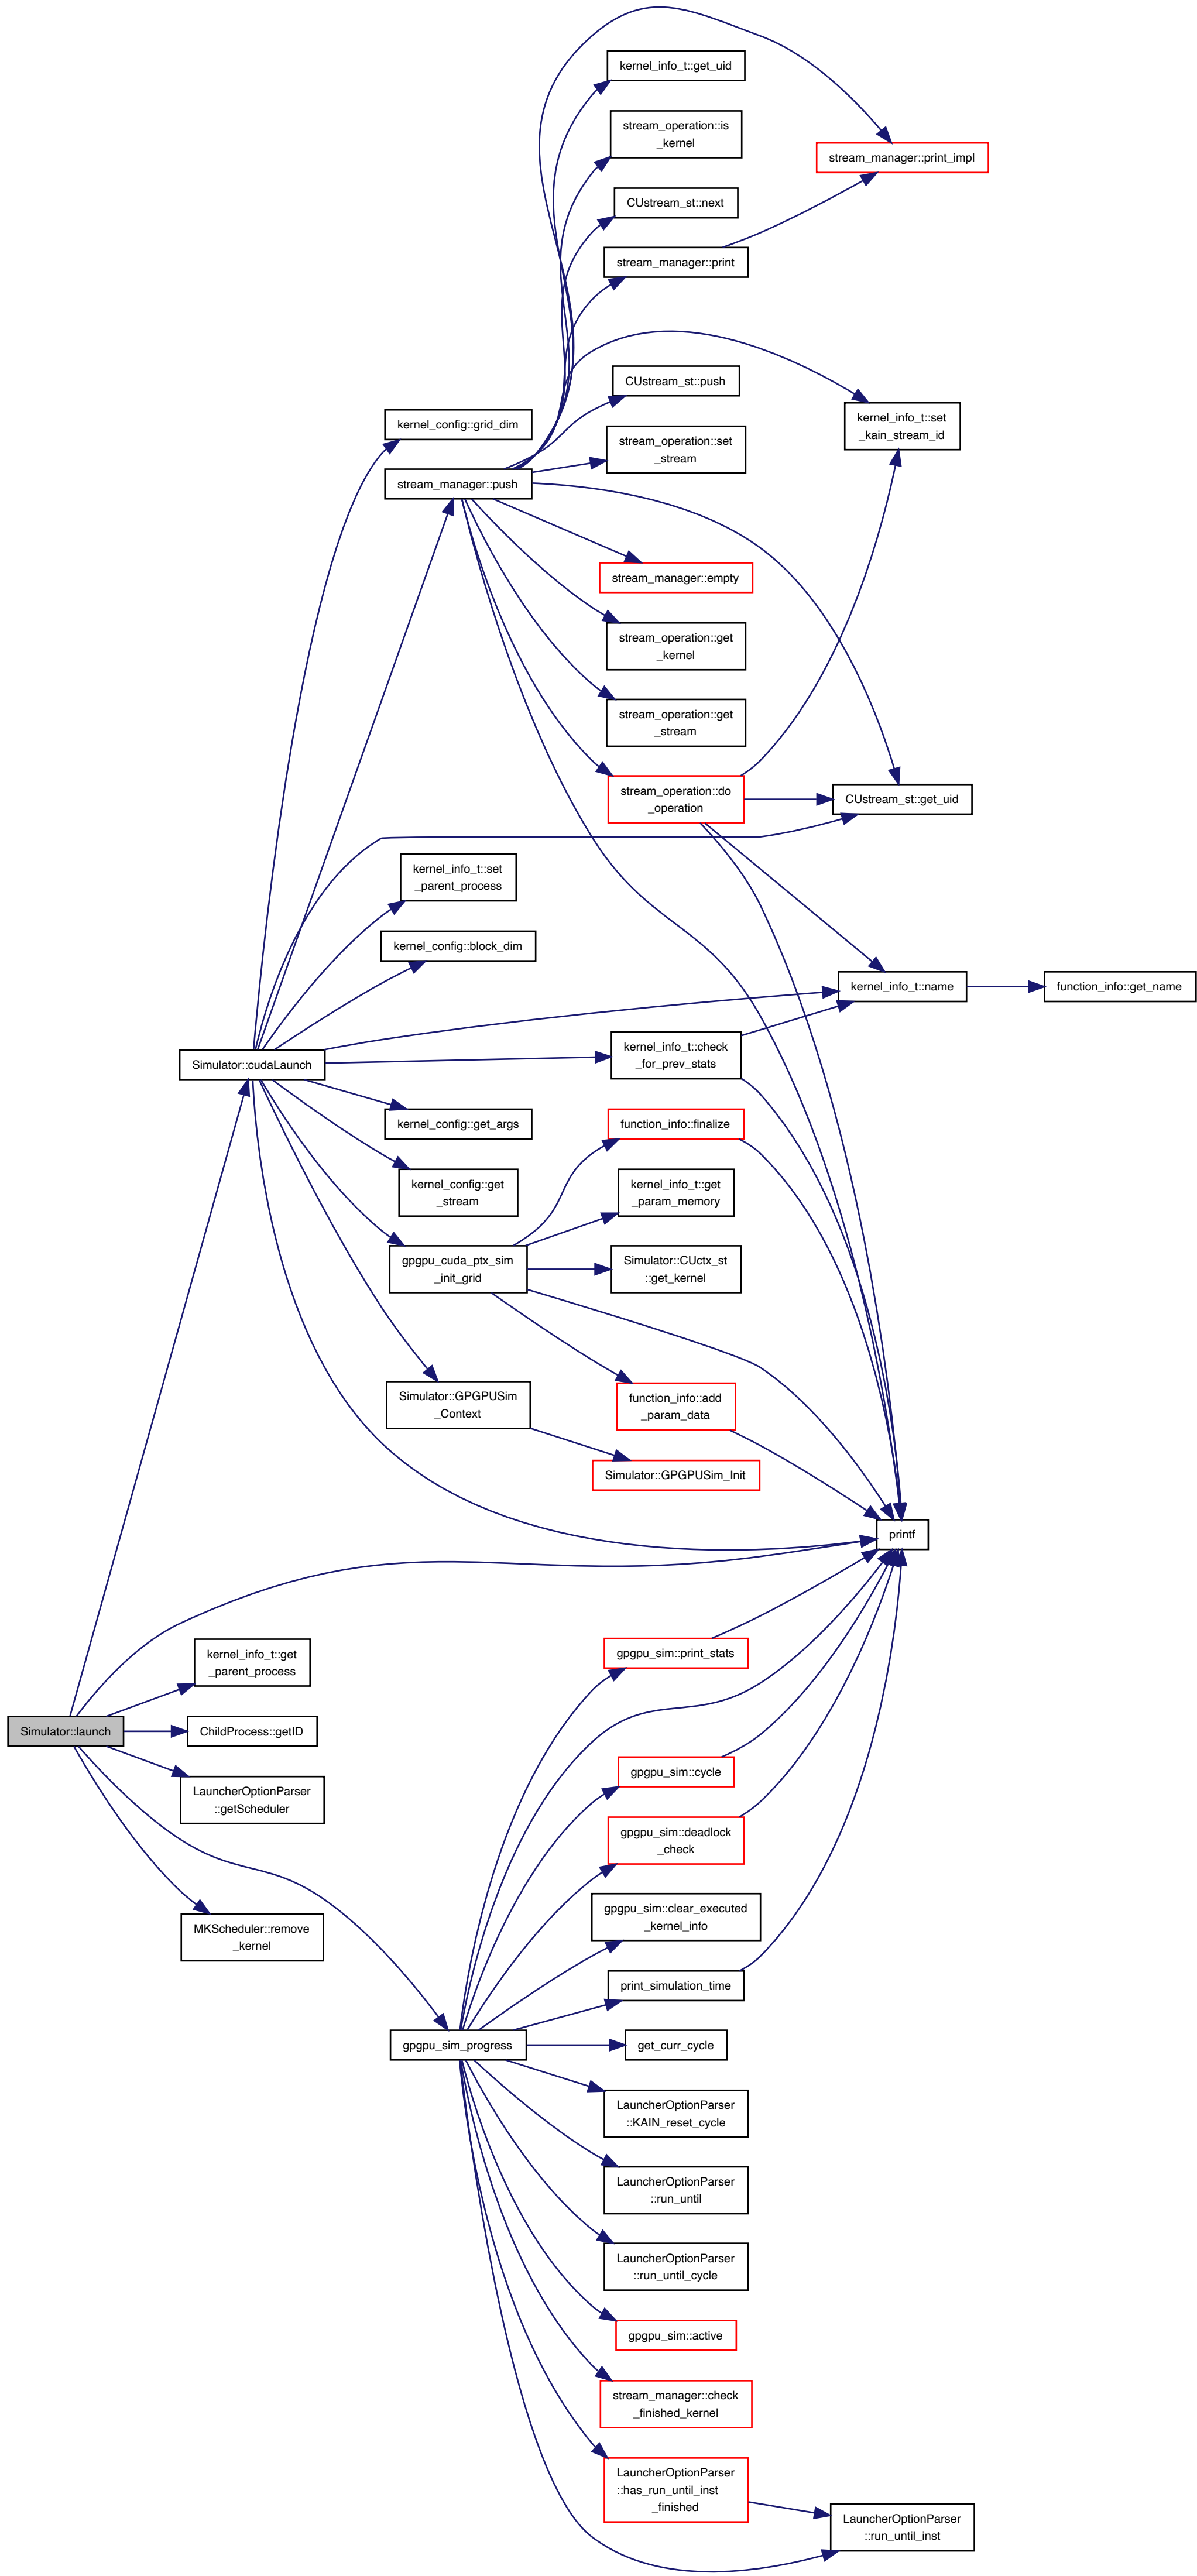 kernel_info_t::get_uid
stream_operation::is
_kernel
stream_manager::print_impl
CUstream_st::next
stream_manager::print
CUstream_st::push
kernel_config::grid_dim
kernel_info_t::set
_kain_stream_id
stream_operation::set
_stream
stream_manager::push
stream_manager::empty
stream_operation::get
_kernel
stream_operation::get
_stream
stream_operation::do
_operation
CUstream_st::get_uid
kernel_info_t::set
_parent_process
kernel_config::block_dim
kernel_info_t::name
function_info::get_name
Simulator::cudaLaunch
kernel_info_t::check
_for_prev_stats
kernel_config::get_args
function_info::finalize
kernel_config::get
_stream
kernel_info_t::get
_param_memory
gpgpu_cuda_ptx_sim
_init_grid
Simulator::CUctx_st
::get_kernel
Simulator::GPGPUSim
_Context
function_info::add
_param_data
Simulator::GPGPUSim_Init
printf
kernel_info_t::get
_parent_process
gpgpu_sim::print_stats
Simulator::launch
ChildProcess::getID
LauncherOptionParser
::getScheduler
gpgpu_sim::cycle
gpgpu_sim::deadlock
_check
MKScheduler::remove
_kernel
gpgpu_sim::clear_executed
_kernel_info
print_simulation_time
gpgpu_sim_progress
get_curr_cycle
LauncherOptionParser
::KAIN_reset_cycle
LauncherOptionParser
::run_until
LauncherOptionParser
::run_until_cycle
gpgpu_sim::active
stream_manager::check
_finished_kernel
LauncherOptionParser
::has_run_until_inst
_finished
LauncherOptionParser
::run_until_inst